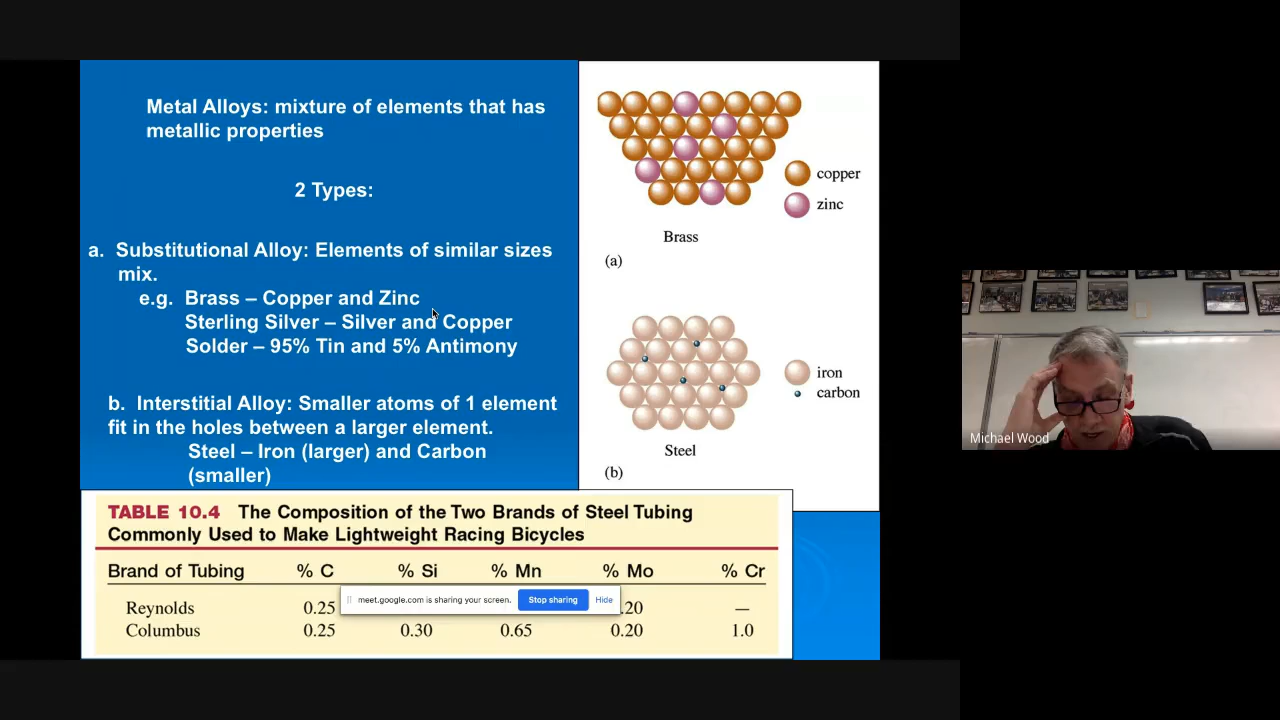 Metal Alloys: mixture of elements that has
metallic properties
2 Types:
a. Substitutional Alloy: Elements of similar sizes
mix.
e.g. Brass – Copper and Zinc
Sterling Silver – Silver and Copper
Solder – 95% Tin and 5% Antimony
b. Interstitial Alloy: Smaller atoms of 1 element
fit in the holes between a larger element.
Steel – Iron (larger) and Carbon
(smaller)
copper
zinc
Brass
(a)
iron
carbon
Steel
(b)
TABLE 10.4 The Composition of the Two Brands of Steel Tubing
Commonly Used to Make Lightweight Racing Bicycles
Brand of Tubing % C % Si % Mn % Mo % Cr
Reynolds 0.25 .20 —
meet.google.com is sharing your screen. Stop sharing Hide
Columbus 0.25 0.30 0.65 0.20 1.0
Michael Wood